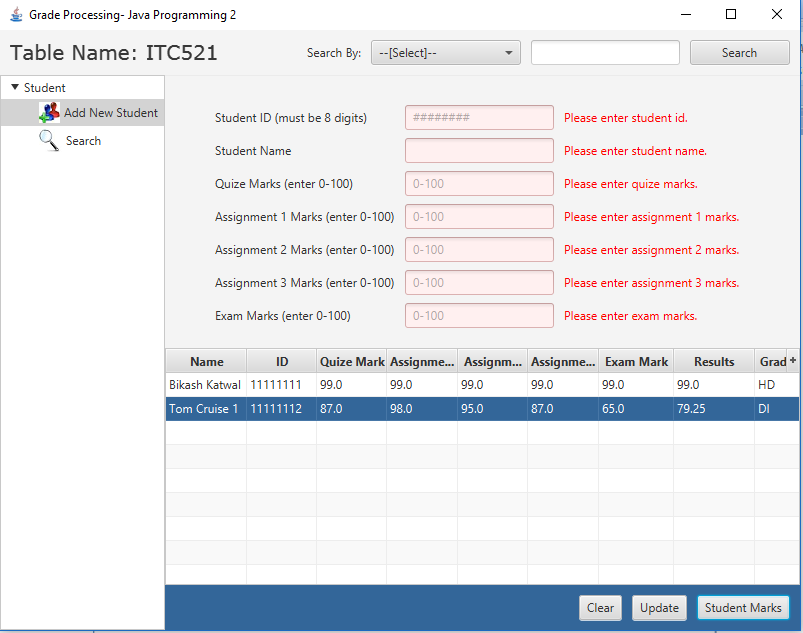 Grade Processing- Java Programming 2
Table Name: ITC521 Search By: --[Select]-- Search
Student
Add New Student
Search
Student ID (must be 8 digits) ######## Please enter student id.
Student Name Please enter student name.
Quize Marks (enter 0-100) 0-100 Please enter quize marks.
Assignment 1 Marks (enter 0-100) 0-100 Please enter assignment 1 marks.
Assignment 2 Marks (enter 0-100) 0-100 Please enter assignment 2 marks.
Assignment 3 Marks (enter 0-100) 0-100 Please enter assignment 3 marks.
Exam Marks (enter 0-100) 0-100 Please enter exam marks.
Name ID Quize Mark Assignme... Assignm... Assignme... Exam Mark Results Grad +
Bikash Katwal 11111111 99.0 99.0 99.0 99.0 99.0 99.0 HD
Tom Cruise 1 11111112 87.0 98.0 95.0 87.0 65.0 79.25 DI
Clear Update Student Marks